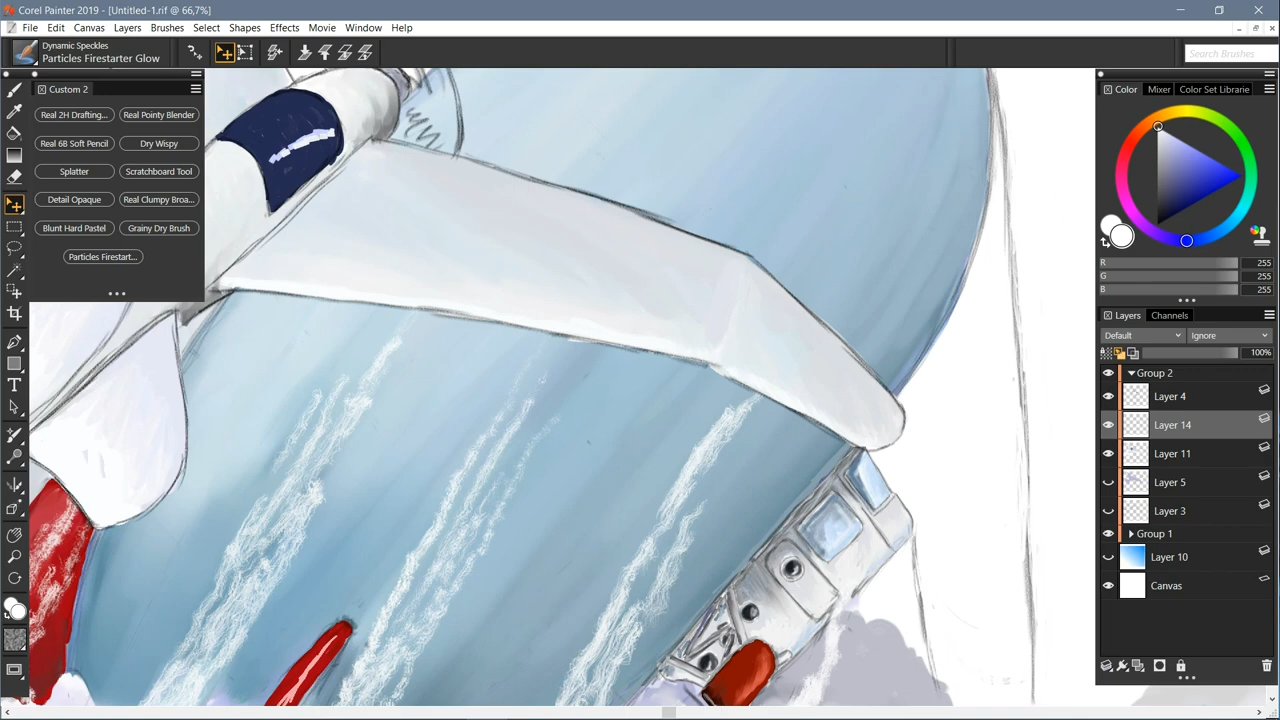 Corel Painter 2019 - [Untitled-1.rif @ 66,7%]
File Edit Canvas Layers Brushes Select Shapes Effects Movie Window Help
Dynamic Speckles
Particles Firestarter Glow
Search Brushes
Custom 2
Real 2H Drafting... Real Pointy Blender
Real 6B Soft Pencil Dry Wispy
Splatter Scratchboard Tool
Detail Opaque Real Clumpy Broa...
Blunt Hard Pastel Grainy Dry Brush
Particles Firestart...
Color Mixer Color Set Librarie
R 255
G 255
B 255
Layers Channels
Default Ignore
100%
Group 2
Layer 4
Layer 14
Layer 11
Layer 5
Layer 3
Group 1
Layer 10
Canvas